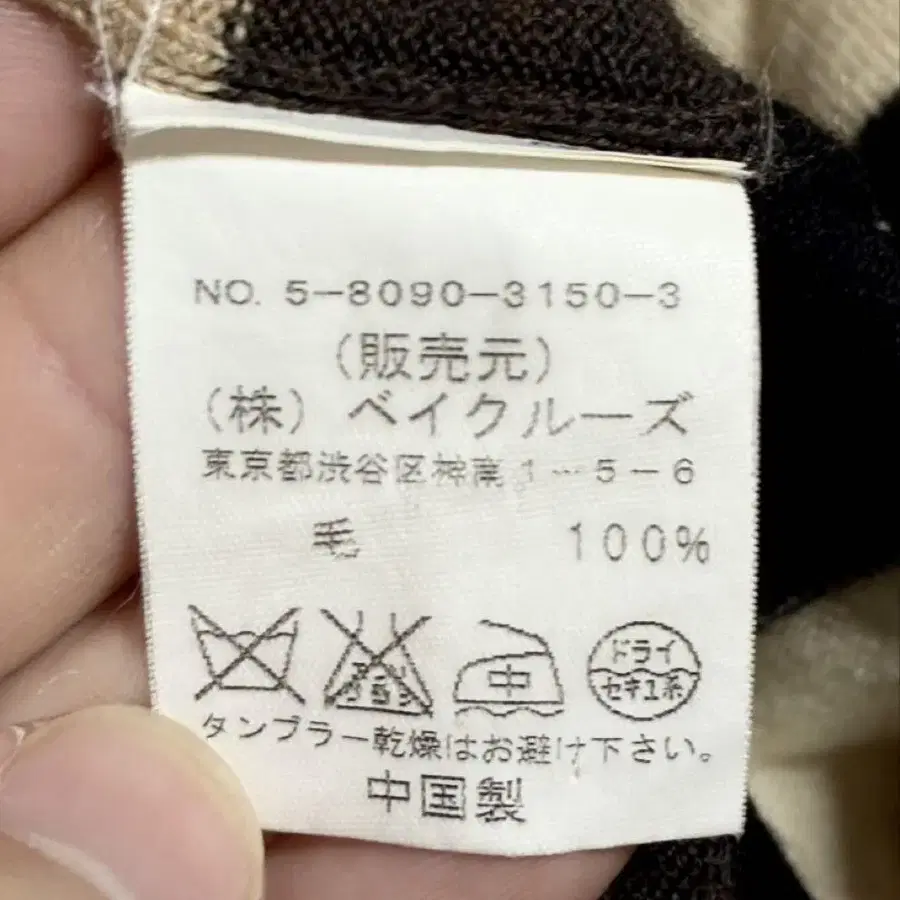 NO. 5-8090-3150-3
(販売元)
(株) ベイクルーズ
東京都渋谷区神南1-5-6
毛 100%
中 ドライ
セキユ系
タンブラー乾燥はお避け下さい。
中国製